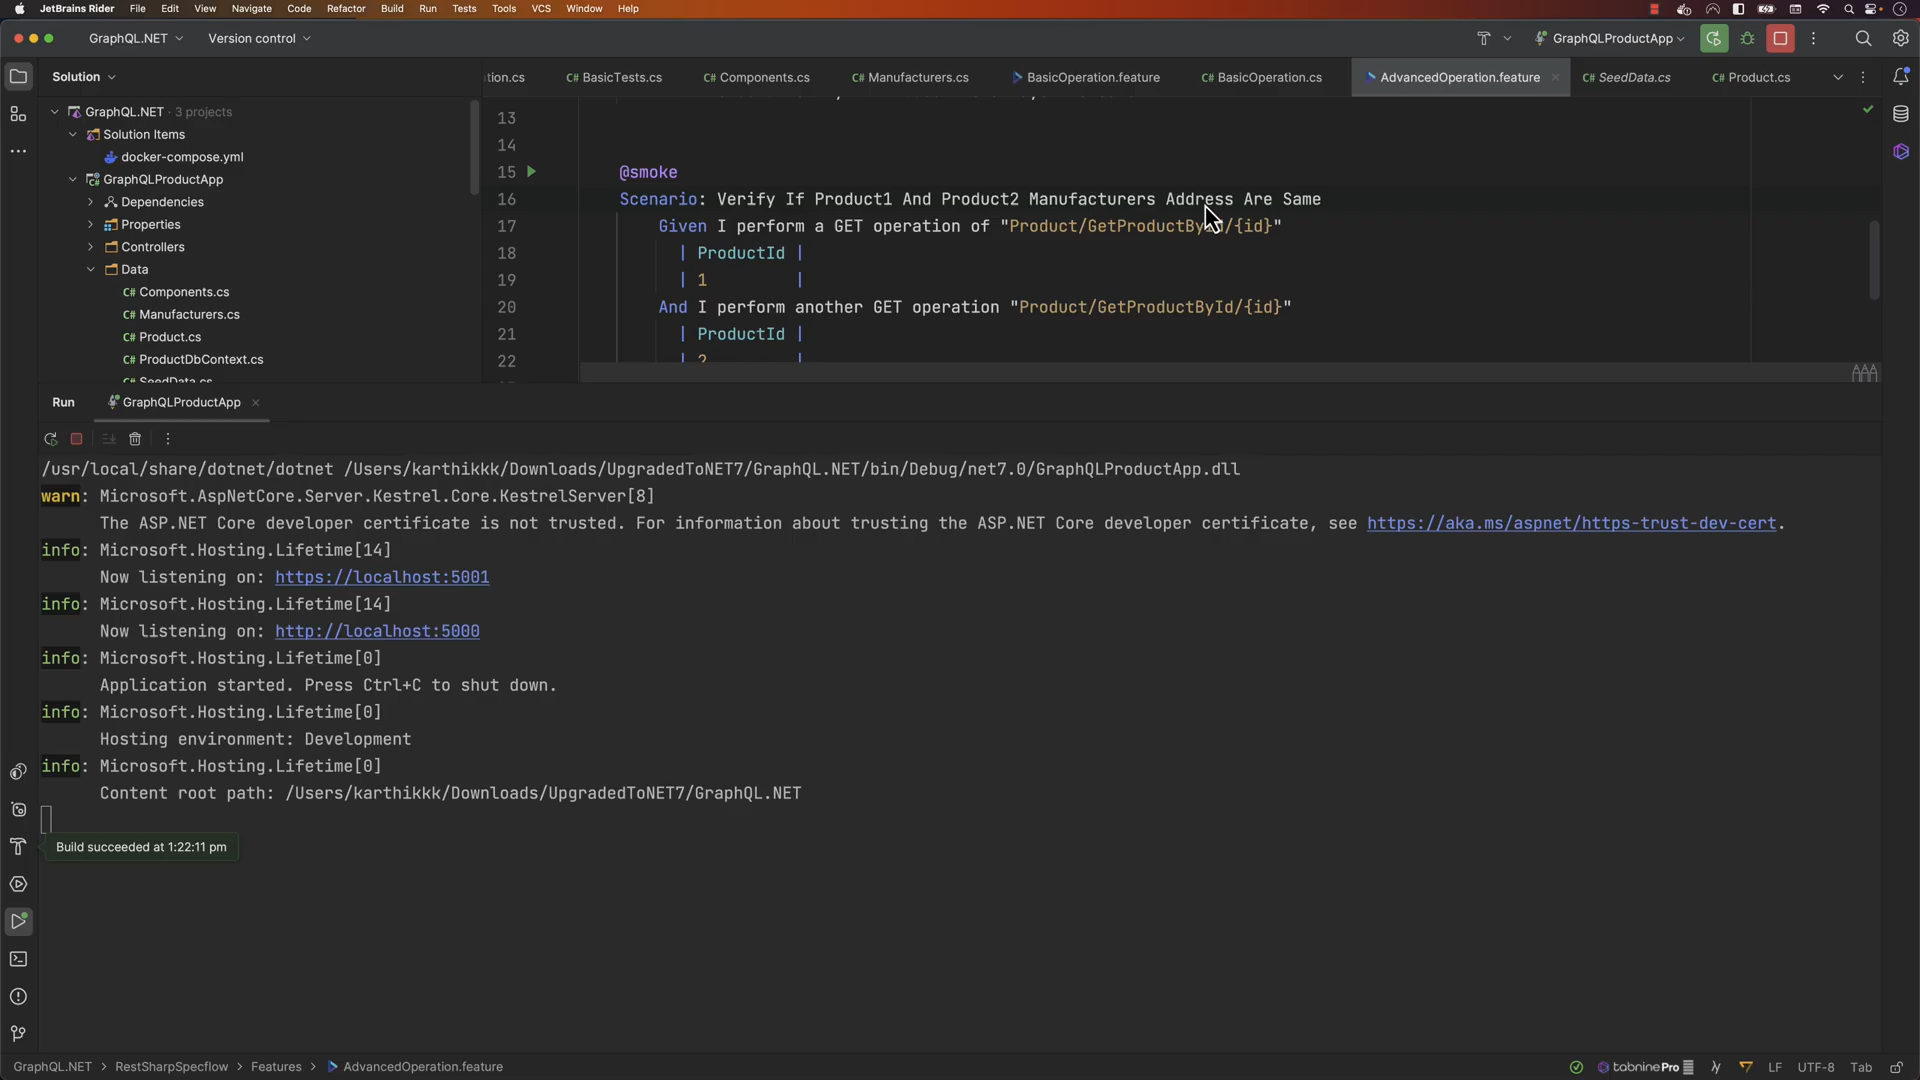 JetBrains Rider File Edit View Navigate Code Refactor Build Run Tests Tools VCS Window Help
GraphQL.NET Version control GraphQLProductApp
Solution
tion.cs BasicTests.cs Components.cs Manufacturers.cs BasicOperation.feature BasicOperation.cs AdvancedOperation.feature SeedData.cs Product.cs
GraphQL.NET 3 projects
Solution Items
docker-compose.yml
GraphQLProductApp
Dependencies
Properties
Controllers
Data
Components.cs
Manufacturers.cs
Product.cs
ProductDbContext.cs
SeedData.cs
13
14
15 @smoke
16 Scenario: Verify If Product1 And Product2 Manufacturers Address Are Same
17 Given I perform a GET operation of "Product/GetProductById/{id}"
18 | ProductId |
19 | 1 |
20 And I perform another GET operation "Product/GetProductById/{id}"
21 | ProductId |
22 | 2 |
Run GraphQLProductApp
/usr/local/share/dotnet/dotnet /Users/karthikkk/Downloads/UpgradedToNET7/GraphQL.NET/bin/Debug/net7.0/GraphQLProductApp.dll
warn: Microsoft.AspNetCore.Server.Kestrel.Core.KestrelServer[8]
The ASP.NET Core developer certificate is not trusted. For information about trusting the ASP.NET Core developer certificate, see https://aka.ms/aspnet/https-trust-dev-cert.
info: Microsoft.Hosting.Lifetime[14]
Now listening on: https://localhost:5001
info: Microsoft.Hosting.Lifetime[14]
Now listening on: http://localhost:5000
info: Microsoft.Hosting.Lifetime[0]
Application started. Press Ctrl+C to shut down.
info: Microsoft.Hosting.Lifetime[0]
Hosting environment: Development
info: Microsoft.Hosting.Lifetime[0]
Content root path: /Users/karthikkk/Downloads/UpgradedToNET7/GraphQL.NET
Build succeeded at 1:22:11 pm
GraphQL.NET > RestSharpSpecflow > Features > AdvancedOperation.feature
tabninePro LF UTF-8 Tab